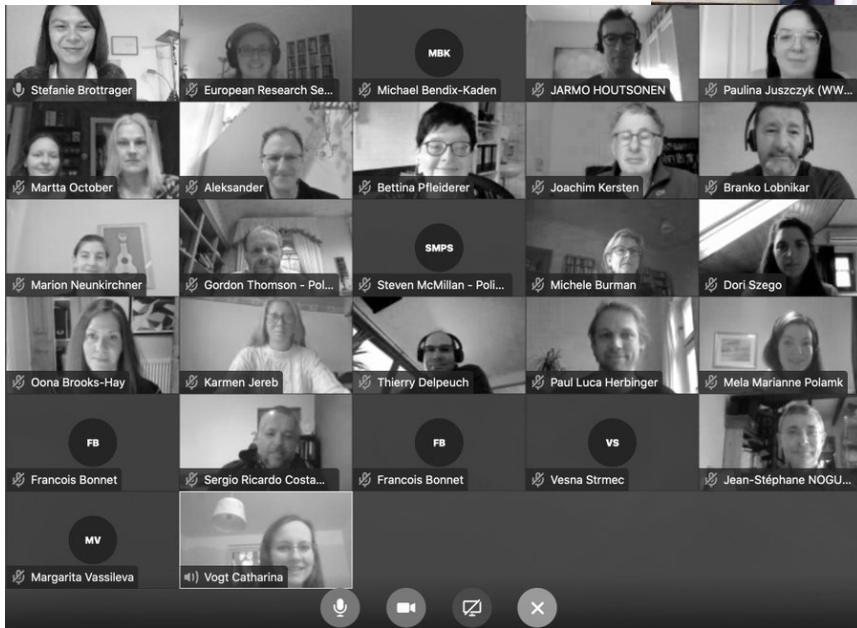 Stefanie Brottrager
European Research Se...
MBK
Michael Bendix-Kaden
JARMO HOUTSONEN
Paulina Juszczyk (WW...
Martta October
Aleksander
Bettina Pfleiderer
Joachim Kersten
Branko Lobnikar
Marion Neunkirchner
Gordon Thomson - Pol...
SMPS
Steven McMillan - Poli...
Michele Burman
Dori Szego
Oona Brooks-Hay
Karmen Jereb
Thierry Delpeuch
Paul Luca Herbinger
Mela Marianne Polamk
FB
Francois Bonnet
Sergio Ricardo Costa...
FB
Francois Bonnet
VS
Vesna Strmec
Jean-Stéphane NOGU...
MV
Margarita Vassileva
Vogt Catharina